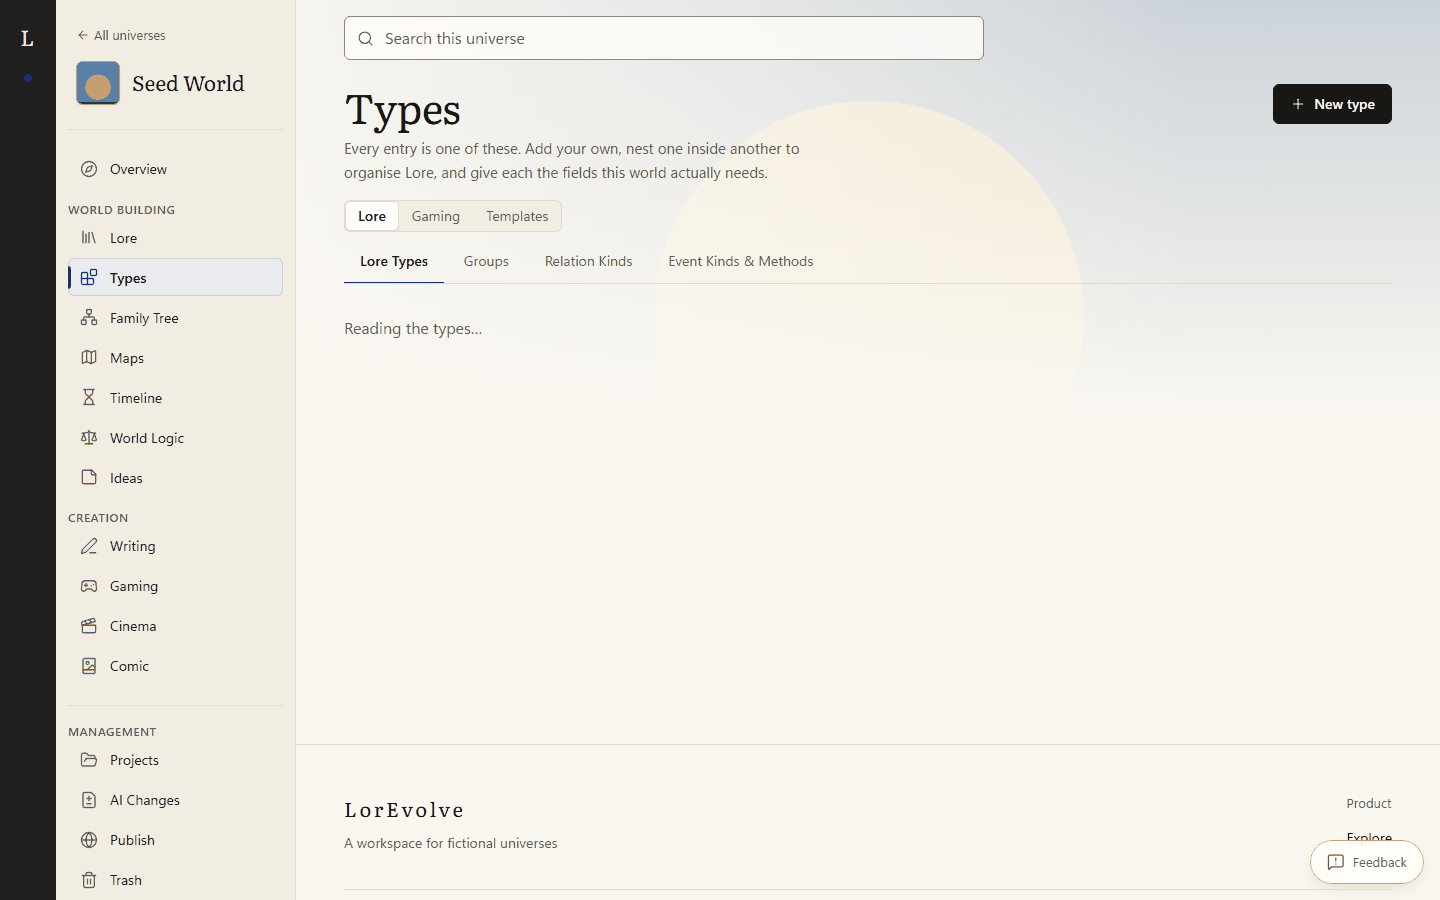 L
All universes
Seed World
Overview
WORLD BUILDING
Lore
Types
Family Tree
Maps
Timeline
World Logic
Ideas
CREATION
Writing
Gaming
Cinema
Comic
MANAGEMENT
Projects
AI Changes
Publish
Trash
Search this universe
Types
New type
Every entry is one of these. Add your own, nest one inside another to
organise Lore, and give each the fields this world actually needs.
Lore Gaming Templates
Lore Types Groups Relation Kinds Event Kinds & Methods
Reading the types...
LorEvolve
A workspace for fictional universes
Product
Explore
Feedback